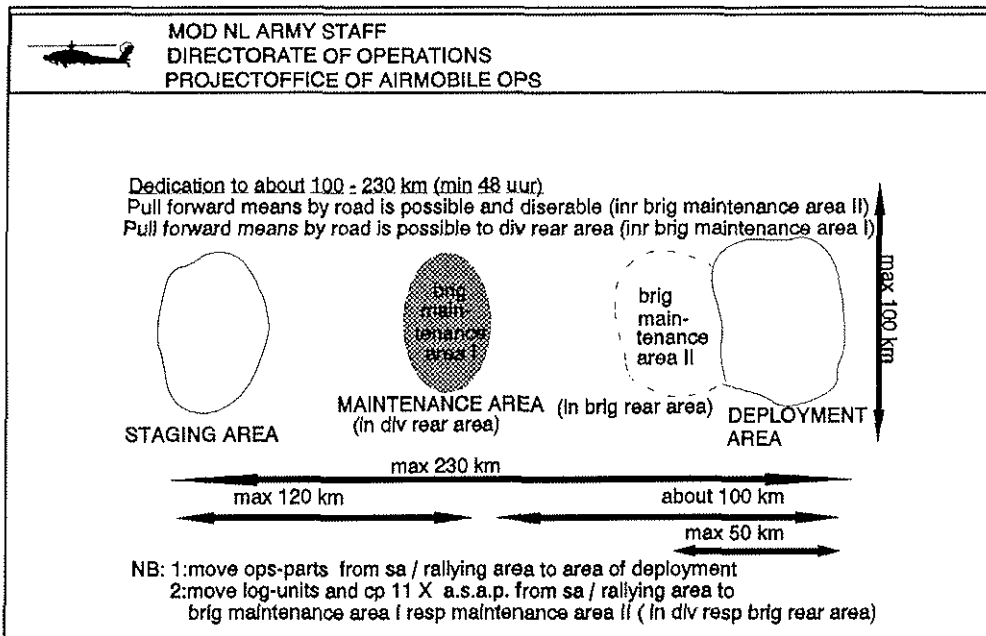 MOD NL ARMY STAFF
DIRECTORATE OF OPERATIONS
PROJECTOFFICE OF AIRMOBILE OPS
Dedication to about 100 - 230 km (min 48 uur)
Pull forward means by road is possible and diserable (inr brig maintenance area II)
Pull forward means by road is possible to div rear area (inr brig maintenance area I)
max 100 km
brig
main-
tenance
area I
brig
main-
tenance
area II
MAINTENANCE AREA
(in div rear area)
(in brig rear area)
DEPLOYMENT
AREA
STAGING AREA
max 230 km
max 120 km
about 100 km
max 50 km
NB: 1:move ops-parts from sa / rallying area to area of deployment
2:move log-units and cp 11 X a.s.a.p. from sa / rallying area to
brig maintenance area I resp maintenance area II ( in div resp brig rear area)